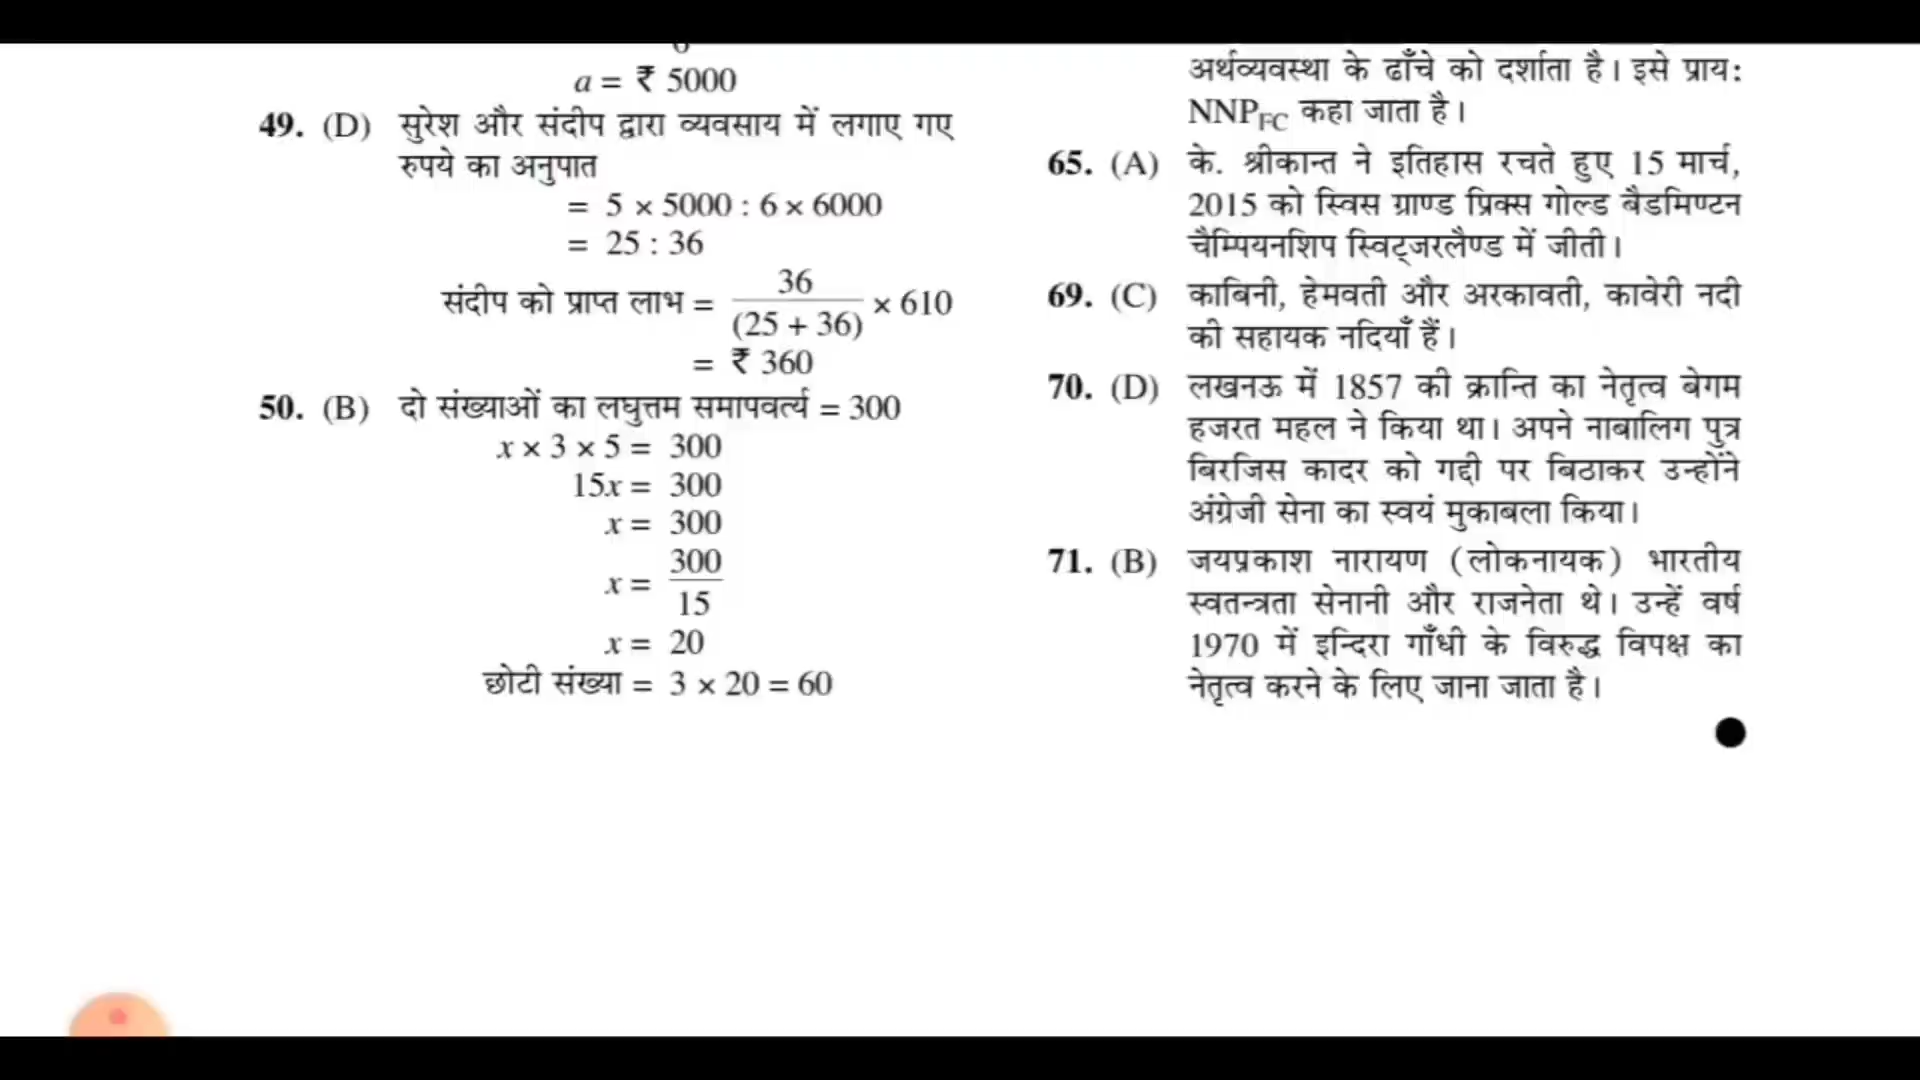 a = ₹ 5000
49. (D) सुरेश और संदीप द्वारा व्यवसाय में लगाए गए
रुपये का अनुपात
= 5 × 5000 : 6 × 6000
= 25 : 36
संदीप को प्राप्त लाभ = 36/(25 + 36) × 610
= ₹ 360
50. (B) दो संख्याओं का लघुत्तम समापवर्त्य = 300
x × 3 × 5 = 300
15x = 300
x = 300
x = 300/15
x = 20
छोटी संख्या = 3 × 20 = 60
अर्थव्यवस्था के ढाँचे को दर्शाता है। इसे प्राय:
NNP_FC कहा जाता है।
65. (A) के. श्रीकान्त ने इतिहास रचते हुए 15 मार्च,
2015 को स्विस ग्राण्ड प्रिक्स गोल्ड बैडमिण्टन
चैम्पियनशिप स्विट्जरलैण्ड में जीती।
69. (C) काबिनी, हेमवती और अरकावती, कावेरी नदी
की सहायक नदियाँ हैं।
70. (D) लखनऊ में 1857 की क्रान्ति का नेतृत्व बेगम
हजरत महल ने किया था। अपने नाबालिग पुत्र
बिरजिस कादर को गद्दी पर बिठाकर उन्होंने
अंग्रेजी सेना का स्वयं मुकाबला किया।
71. (B) जयप्रकाश नारायण (लोकनायक) भारतीय
स्वतन्त्रता सेनानी और राजनेता थे। उन्हें वर्ष
1970 में इन्दिरा गाँधी के विरुद्ध विपक्ष का
नेतृत्व करने के लिए जाना जाता है।